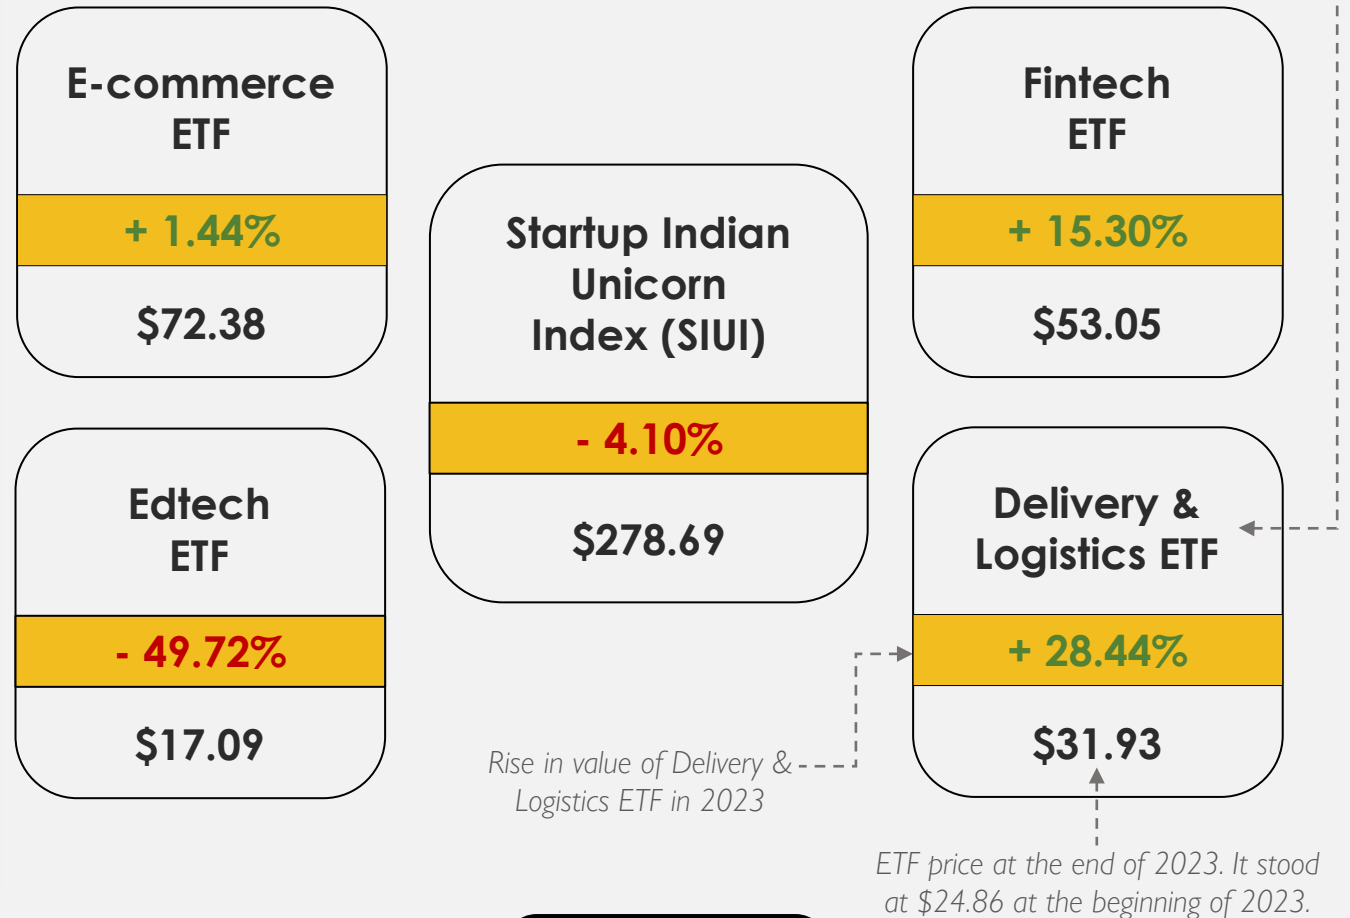 E-commerce
ETF
+ 1.44%
$72.38
Fintech
ETF
+ 15.30%
$53.05
Startup Indian
Unicorn
Index (SIUI)
- 4.10%
$278.69
Edtech
ETF
- 49.72%
$17.09
Delivery &
Logistics ETF
+ 28.44%
$31.93
Rise in value of Delivery &
Logistics ETF in 2023
ETF price at the end of 2023. It stood
at $24.86 at the beginning of 2023.